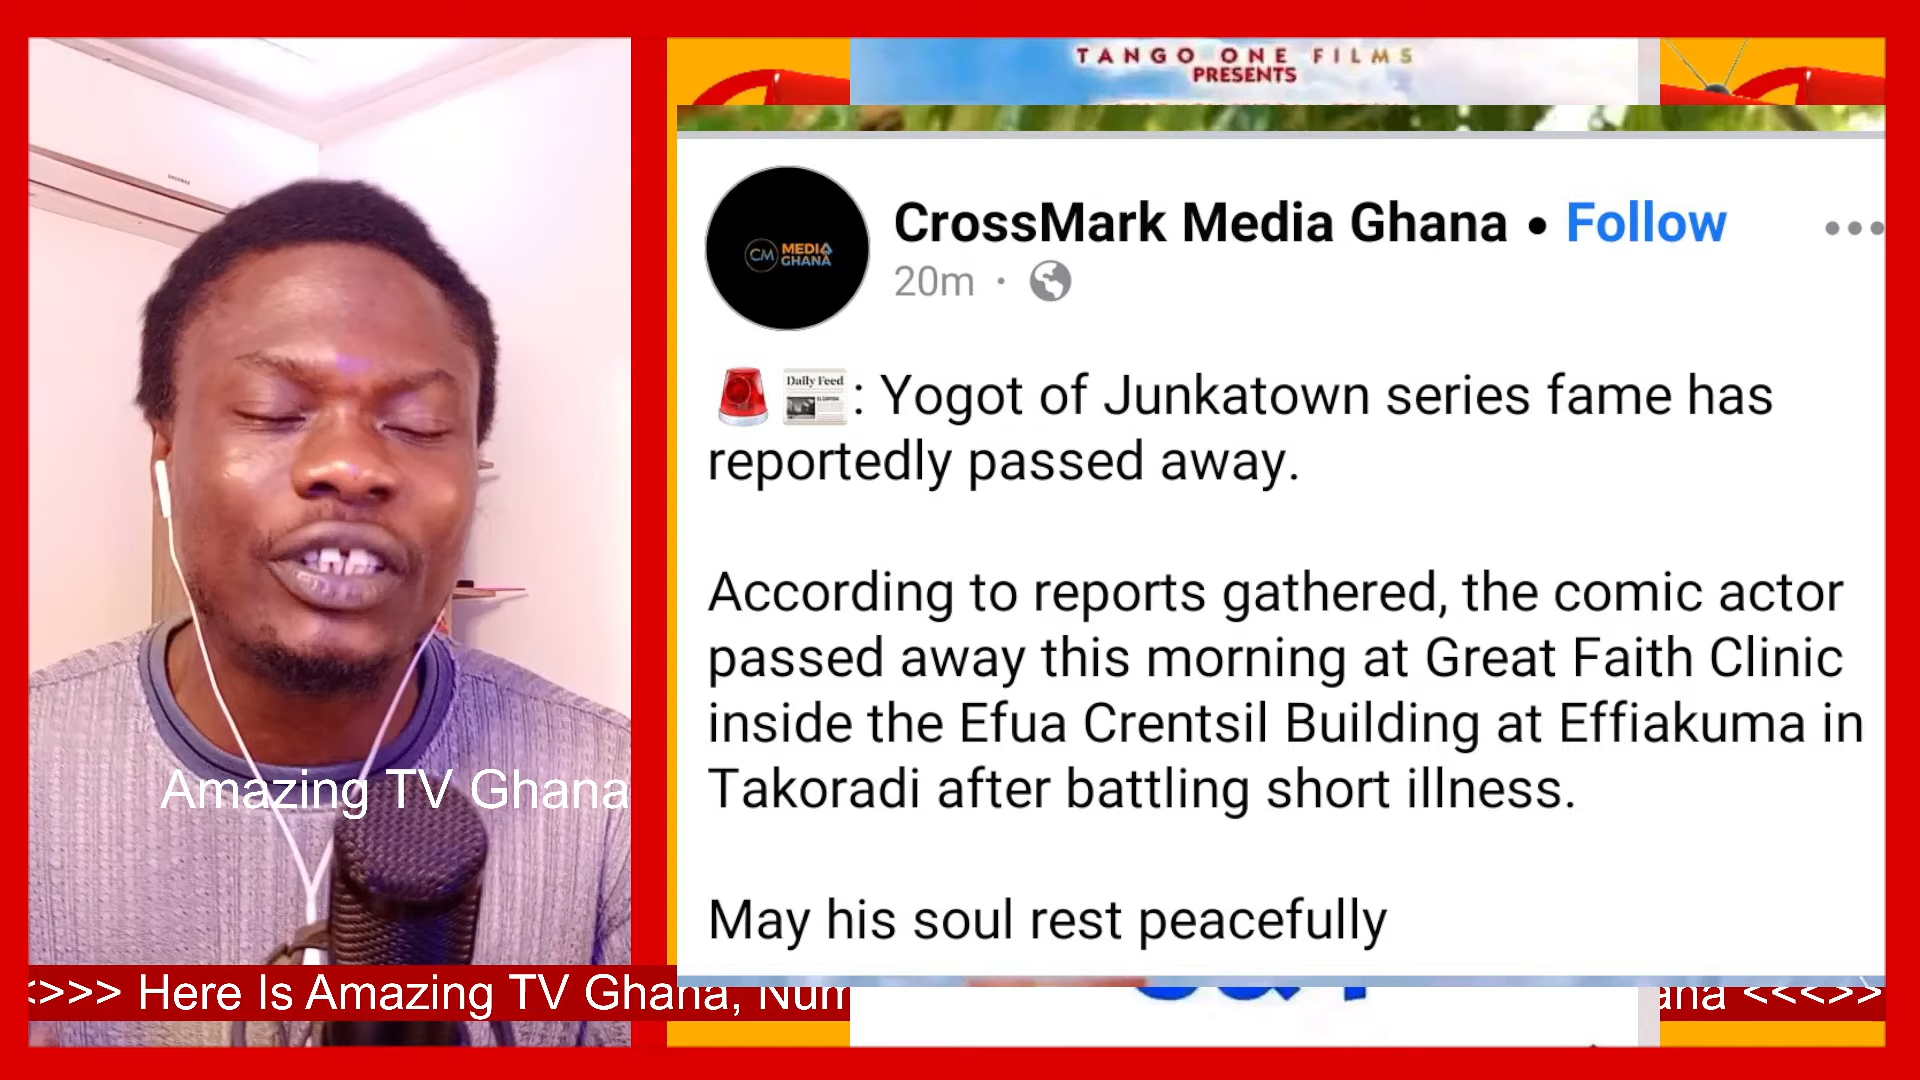 TANGO ONE FILMS
PRESENTS
CM MEDIA
GHANA
CrossMark Media Ghana • Follow
20m ·
Daily Feed
: Yogot of Junkatown series fame has
reportedly passed away.
According to reports gathered, the comic actor
passed away this morning at Great Faith Clinic
inside the Efua Crentsil Building at Effiakuma in
Takoradi after battling short illness.
May his soul rest peacefully
Amazing TV Ghana
>>> Here Is Amazing TV Ghana, <<<>>